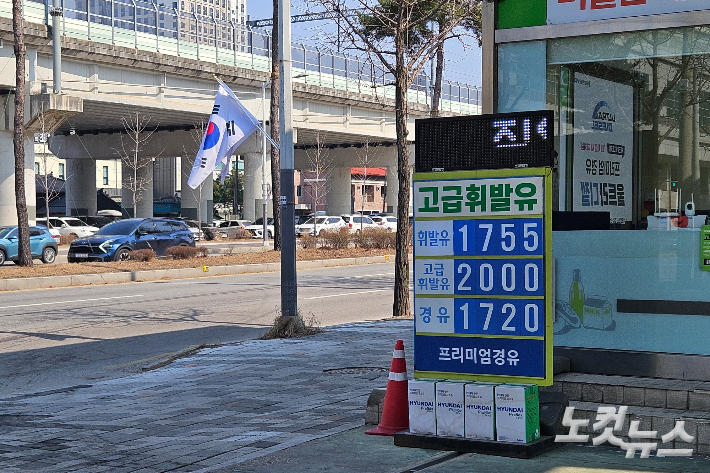 고급휘발유
휘발유 1755
고급
휘발유 2000
경유 1720
프리미엄경유
HYUNDAI HYUNDAI HYUNDAI HYUNDAI
노컷뉴스